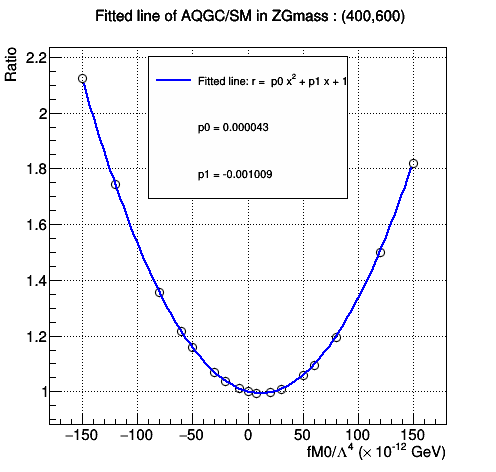 Fitted line of AQGC/SM in ZGmass : (400,600)
Ratio
2.2
2
1.8
1.6
1.4
1.2
1
Fitted line: r = p0 x² + p1 x + 1
p0 = 0.000043
p1 = -0.001009
−150 −100 −50 0 50 100 150
fM0/Λ⁴ (× 10⁻¹² GeV)